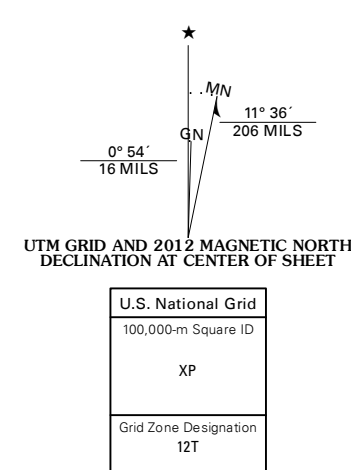 ★
MN
11° 36´
206 MILS
GN
0° 54´
16 MILS
UTM GRID AND 2012 MAGNETIC NORTH
DECLINATION AT CENTER OF SHEET
U.S. National Grid
100,000-m Square ID
XP
Grid Zone Designation
12T